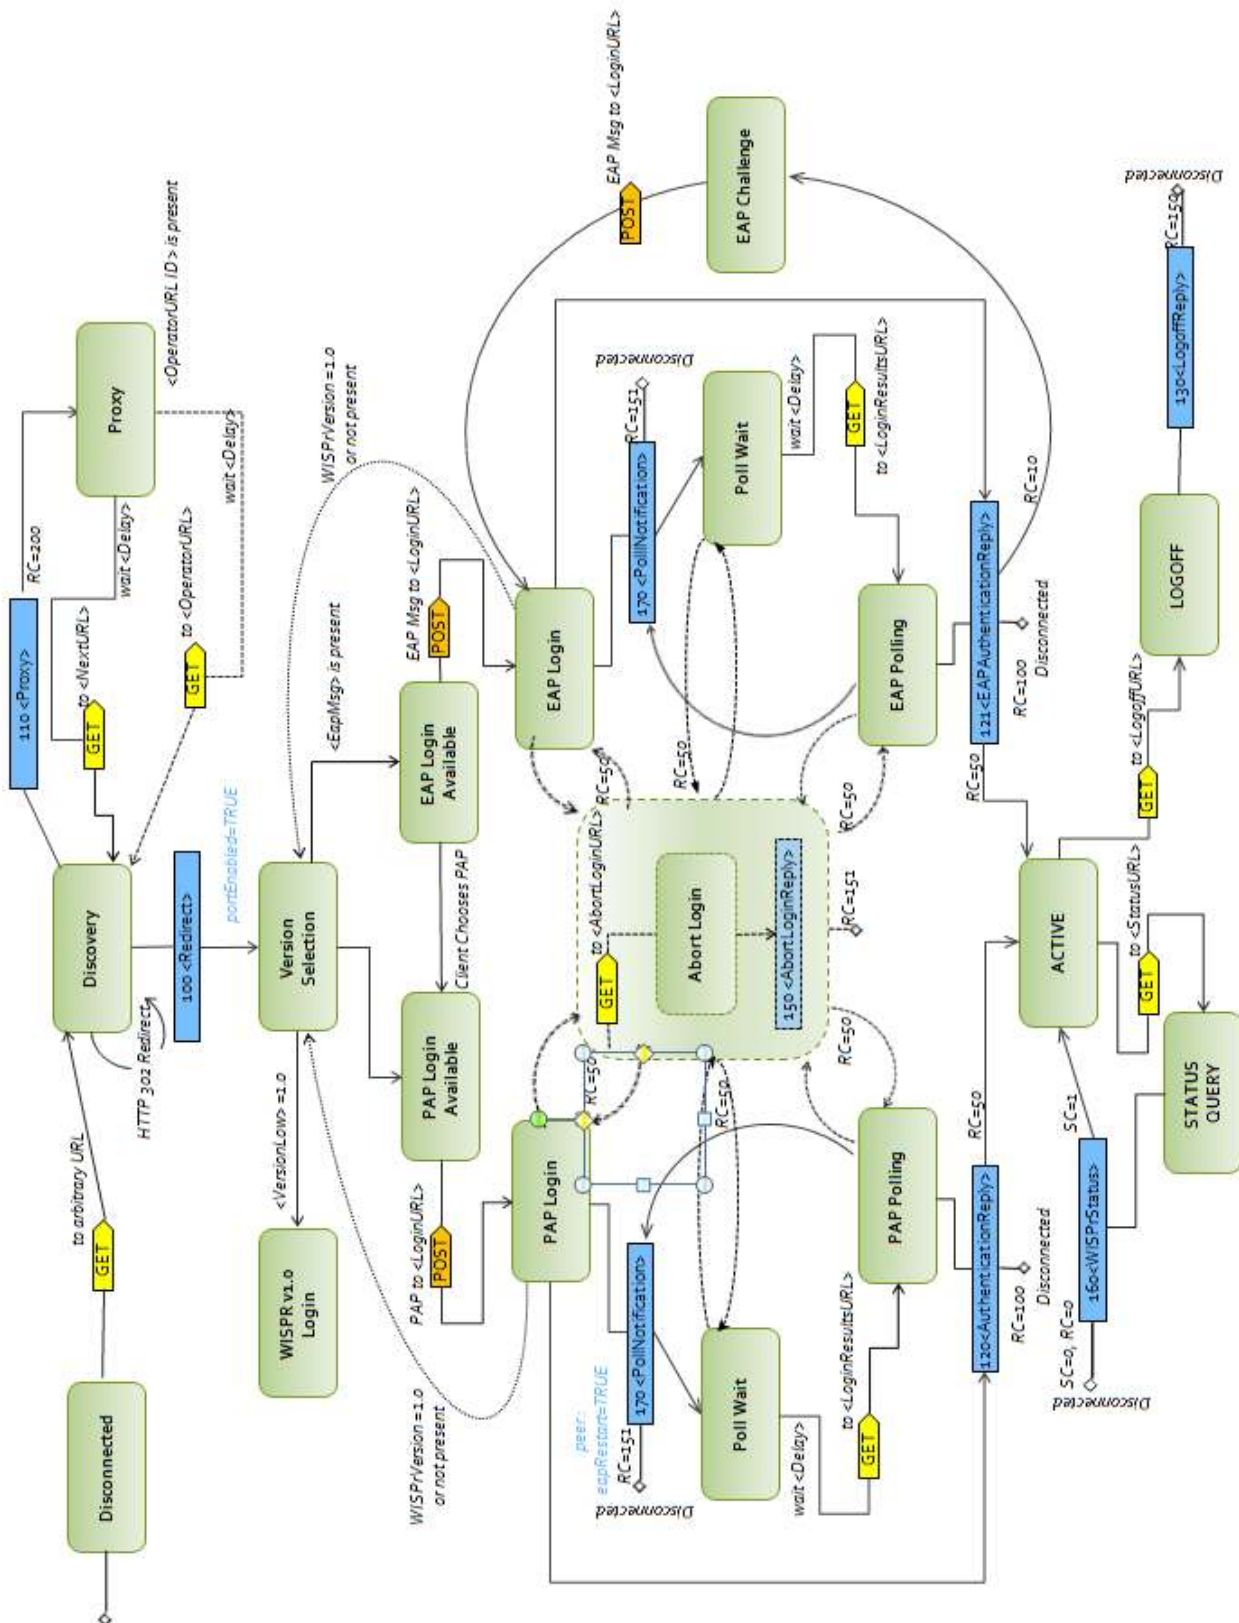 Disconnected
GET
to arbitrary URL
Discovery
HTTP 302 Redirect
110 <Proxy>
RC=200
Proxy
to <NextURL>
GET
wait <Delay>
<OperatorURL ID> is present
to <OperatorURL>
GET
wait <Delay>
100 <Redirect>
portEnabled=TRUE
WISPR v1.0
Login
<VersionLow> =1.0
Version
Selection
<EapMsg> is present
WISPrVersion =1.0
or not present
WISPrVersion =1.0
or not present
PAP to <LoginURL>
POST
PAP Login
Available
Client Chooses PAP
EAP Login
Available
EAP Msg to <LoginURL>
POST
PAP Login
EAP Login
EAP Msg to <LoginURL>
POST
peer::
eapRestart=TRUE
RC=151
Disconnected
170 <PollNotification>
RC=50
GET
to <AbortLoginURL>
RC=50
170 <PollNotification>
RC=151
Disconnected
Poll Wait
RC=50
Abort Login
RC=50
Poll Wait
EAP Challenge
150 <AbortLoginReply>
wait <Delay>
wait <Delay>
GET
to <LoginResultsURL>
RC=50
RC=151
RC=50
RC=50
GET
to <LoginResultsURL>
PAP Polling
EAP Polling
120<AuthenticationReply>
RC=50
RC=50
121<EAPAuthenticationReply>
RC=10
RC=100
Disconnected
RC=100
Disconnected
SC=0, RC=0
Disconnected
160<WISPrStatus>
SC=1
ACTIVE
to <StatusURL>
GET
to <LogoffURL>
GET
STATUS
QUERY
LOGOFF
130<LogoffReply>
RC=150
Disconnected